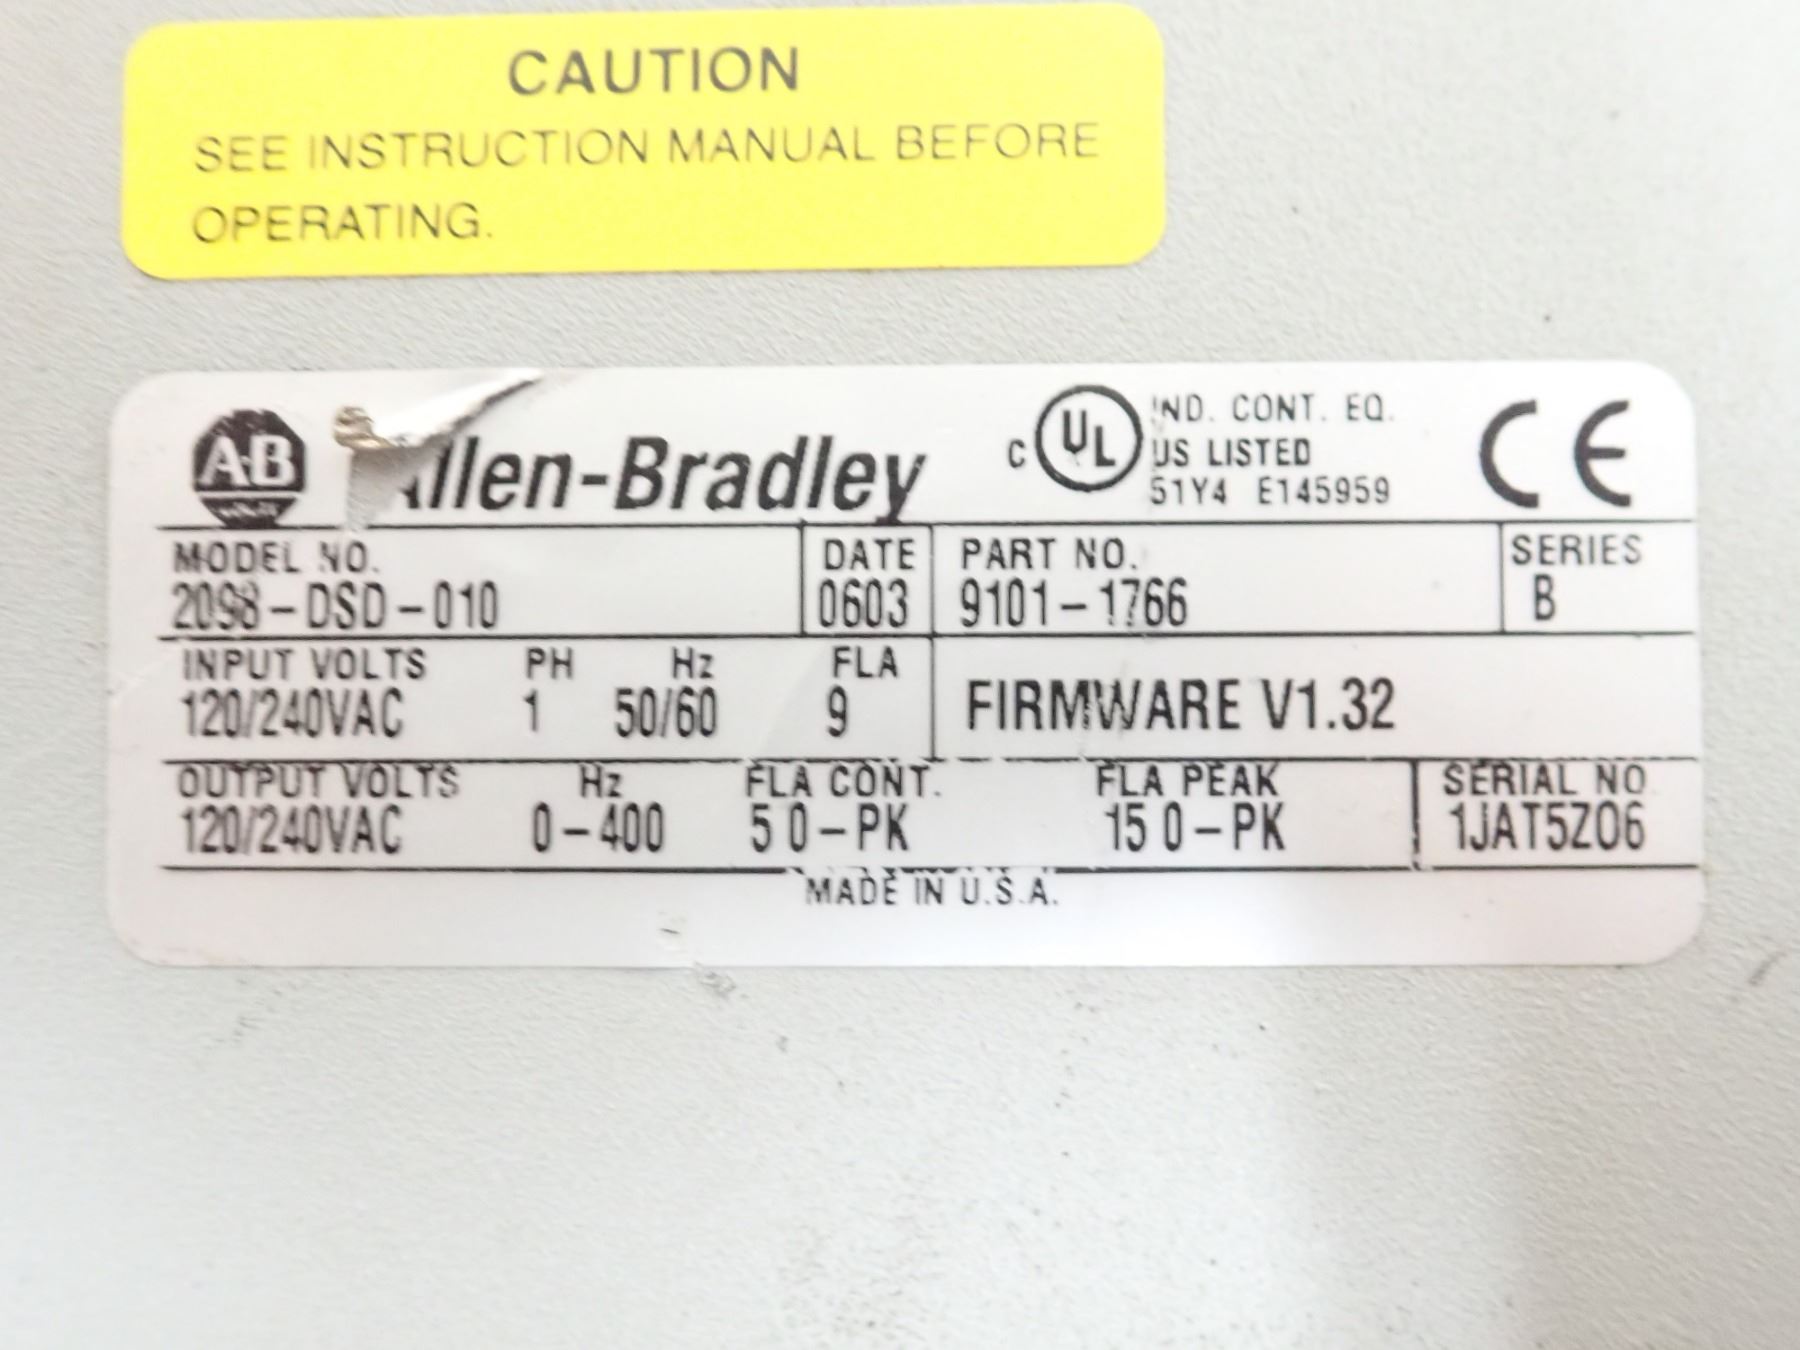 CAUTION
SEE INSTRUCTION MANUAL BEFORE
OPERATING.
A-B
Allen-Bradley
c UL US LISTED
IND. CONT. EQ.
51Y4 E145959
CE
MODEL NO.
2098-DSD-010
DATE
0603
PART NO.
9101-1766
SERIES
B
INPUT VOLTS PH Hz FLA
120/240VAC 1 50/60 9
FIRMWARE V1.32
OUTPUT VOLTS Hz FLA CONT. FLA PEAK
120/240VAC 0-400 5 0-PK 15 0-PK
SERIAL NO
1JAT5Z06
MADE IN U.S.A.